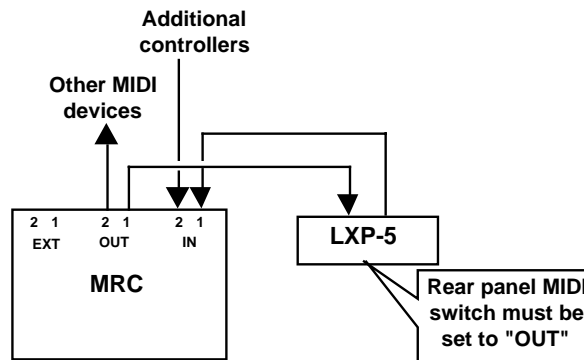 Additional
controllers
Other MIDI
devices
2 1
2 1
2 1
EXT
OUT
IN
MRC
LXP-5
Rear panel MIDI
switch must be
set to "OUT"